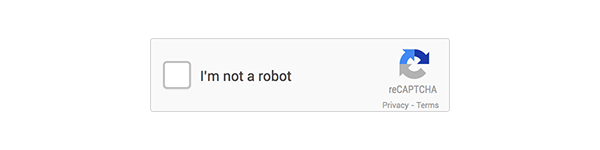 I'm not a robot
reCAPTCHA
Privacy - Terms